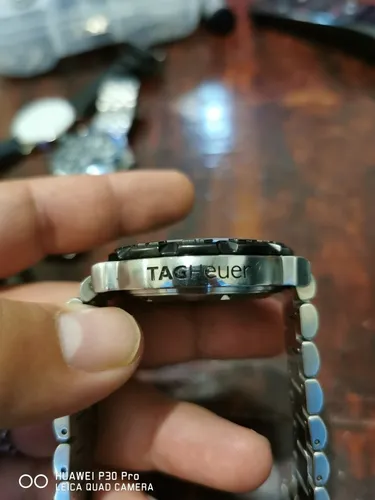 TAGHeuer
HUAWEI P30 Pro
LEICA QUAD CAMERA